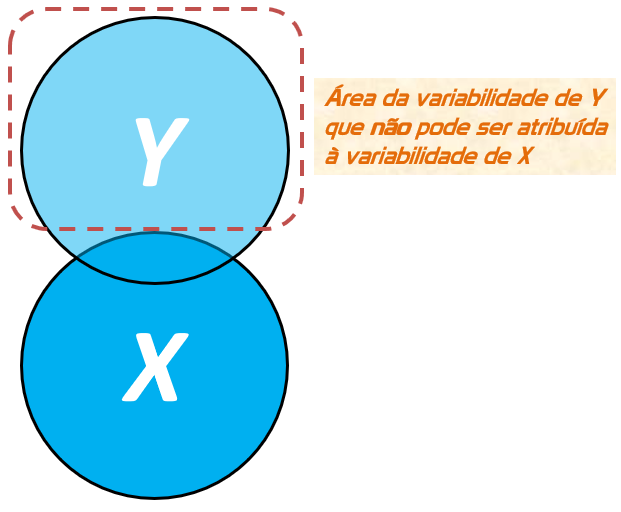 Y
Área da variabilidade de Y
que não pode ser atribuída
à variabilidade de X
X